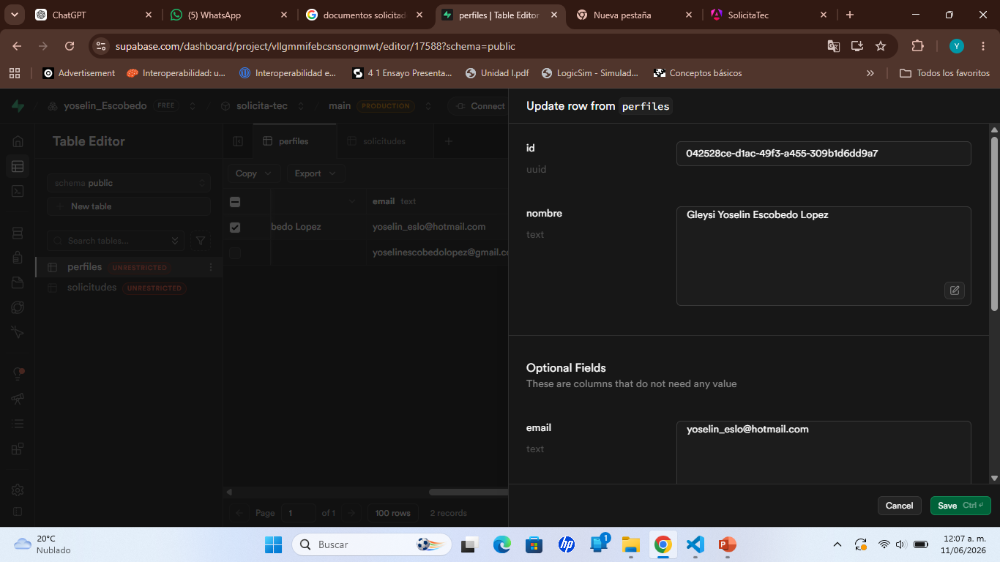 ChatGPT
(5) WhatsApp
documentos solicitad
perfiles | Table Editor
Nueva pestaña
SolicitaTec
supabase.com/dashboard/project/vllgmmifebcsnsongmwt/editor/17588?schema=public
Y
Advertisement
Interoperabilidad: u...
Interoperabilidad e...
4 1 Ensayo Presenta...
Unidad I.pdf
LogicSim - Simulad...
Conceptos básicos
Todos los favoritos
yoselin_Escobedo FREE
solicita-tec
main PRODUCTION
Connect
Update row from perfiles
Table Editor
perfiles
solicitudes
schema public
New table
Search tables...
perfiles UNRESTRICTED
solicitudes UNRESTRICTED
Copy
Export
email text
bedo Lopez
yoselin_eslo@hotmail.com
yoselinescobedolopez@gmail.co
Page 1 of 1
100 rows
2 records
id
uuid
042528ce-d1ac-49f3-a455-309b1d6dd9a7
nombre
text
Gleysi Yoselin Escobedo Lopez
Optional Fields
These are columns that do not need any value
email
text
yoselin_eslo@hotmail.com
Cancel
Save Ctrl
20°C
Nublado
Buscar
1
12:07 a. m.
11/06/2026